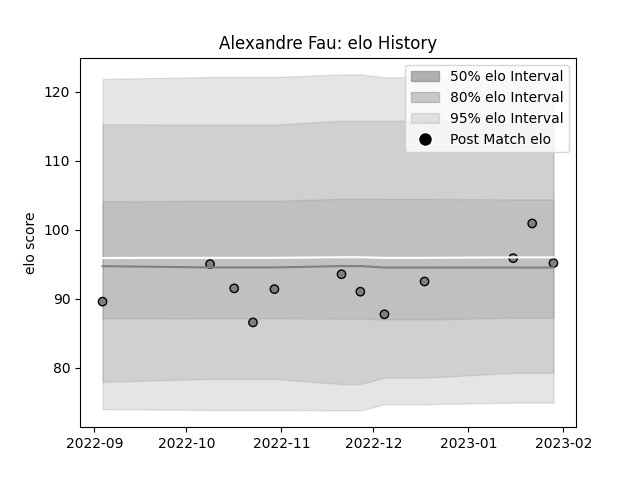 Alexandre Fau: elo History
50% elo Interval
80% elo Interval
95% elo Interval
Post Match elo
elo score
120
110
100
90
80
2022-09
2022-10
2022-11
2022-12
2023-01
2023-02